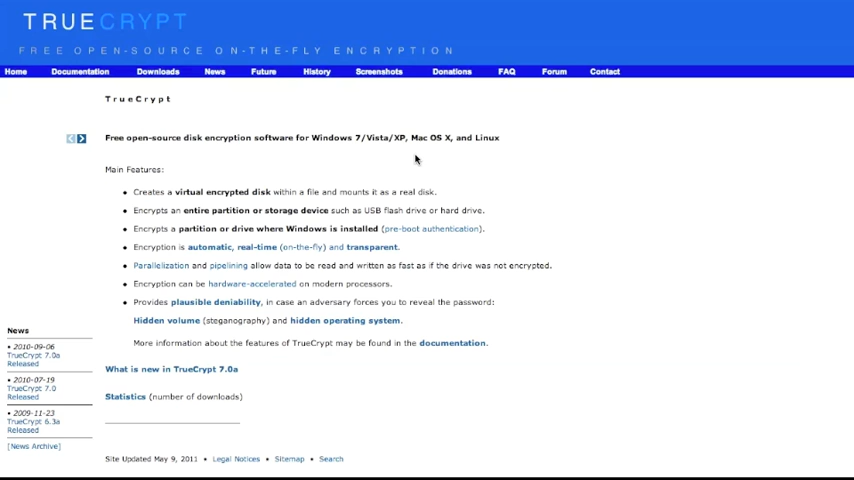 TRUECRYPT
FREE OPEN-SOURCE ON-THE-FLY ENCRYPTION
Home Documentation Downloads News Future History Screenshots Donations FAQ Forum Contact
TrueCrypt
Free open-source disk encryption software for Windows 7/Vista/XP, Mac OS X, and Linux
Main Features:
• Creates a virtual encrypted disk within a file and mounts it as a real disk.
• Encrypts an entire partition or storage device such as USB flash drive or hard drive.
• Encrypts a partition or drive where Windows is installed (pre-boot authentication).
• Encryption is automatic, real-time (on-the-fly) and transparent.
• Parallelization and pipelining allow data to be read and written as fast as if the drive was not encrypted.
• Encryption can be hardware-accelerated on modern processors.
• Provides plausible deniability, in case an adversary forces you to reveal the password:
Hidden volume (steganography) and hidden operating system.
More information about the features of TrueCrypt may be found in the documentation.
What is new in TrueCrypt 7.0a
Statistics (number of downloads)
News
• 2010-09-06
TrueCrypt 7.0a
Released
• 2010-07-19
TrueCrypt 7.0
Released
• 2009-11-23
TrueCrypt 6.3a
Released
[News Archive]
Site Updated May 9, 2011 • Legal Notices • Sitemap • Search